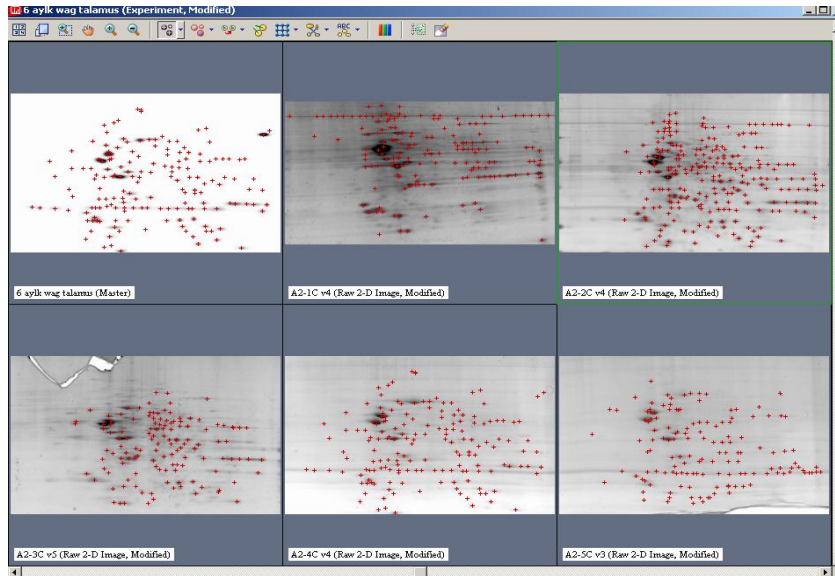 6 aylk wag talamus (Experiment, Modified)
ABC
6 aylk wag talamus (Master)
A2-1C v4 (Raw 2-D Image, Modified)
A2-2C v4 (Raw 2-D Image, Modified)
A2-3C v5 (Raw 2-D Image, Modified)
A2-4C v4 (Raw 2-D Image, Modified)
A2-5C v3 (Raw 2-D Image, Modified)